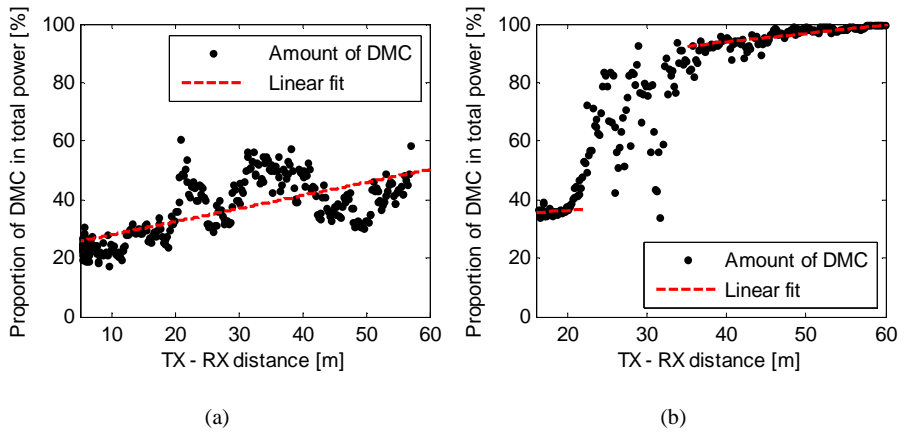 Proportion of DMC in total power [%]
100
80
60
40
20
0
10
20
30
40
50
60
TX - RX distance [m]
Amount of DMC
Linear fit
(a)
Proportion of DMC in total power [%]
100
80
60
40
20
0
20
30
40
50
60
TX - RX distance [m]
Amount of DMC
Linear fit
(b)